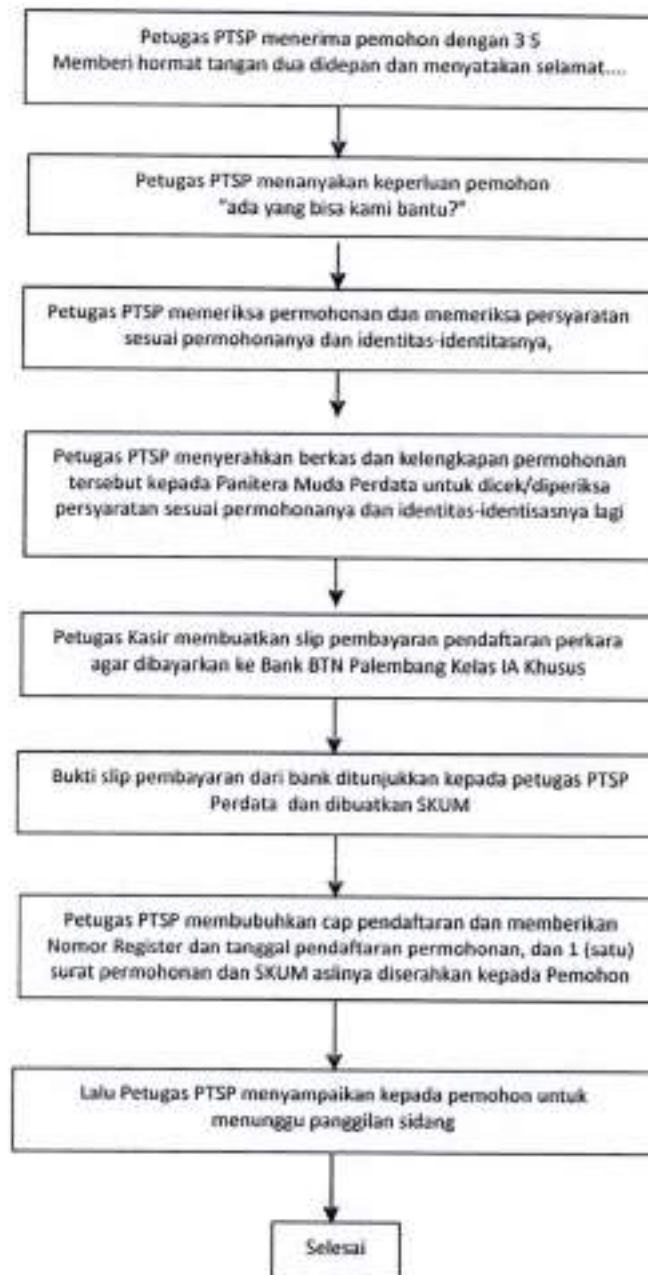 Petugas PTSP menerima pemohon dengan 3 S
Memberi hormat tangan dua didepan dan menyatakan selamat....
Petugas PTSP menanyakan keperluan pemohon
"ada yang bisa kami bantu?"
Petugas PTSP memeriksa permohonan dan memeriksa persyaratan
sesuai permohonanya dan identitas-identitasnya,
Petugas PTSP menyerahkan berkas dan kelengkapan permohonan
tersebut kepada Panitera Muda Perdata untuk dicek/diperiksa
persyaratan sesuai permohonanya dan identitas-identisasnya lagi
Petugas Kasir membuatkan slip pembayaran pendaftaran perkara
agar dibayarkan ke Bank BTN Palembang Kelas IA Khusus
Bukti slip pembayaran dari bank ditunjukkan kepada petugas PTSP
Perdata dan dibuatkan SKUM
Petugas PTSP membubuhkan cap pendaftaran dan memberikan
Nomor Register dan tanggal pendaftaran permohonan, dan 1 (satu)
surat permohonan dan SKUM aslinya diserahkan kepada Pemohon
Lalu Petugas PTSP menyampaikan kepada pemohon untuk
menunggu panggilan sidang
Selesai